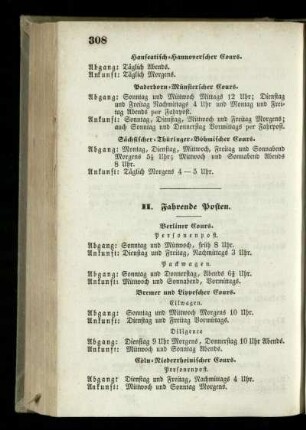 308
Hanseatisch-Hannoverscher Cours.
Abgang: Täglich Abends.
Ankunft: Täglich Morgens.
Paderborn-Münsterscher Cours.
Abgang: Sonntag und Mittwoch Mittags 12 Uhr; Dienstag
und Freitag Nachmittags 4 Uhr und Montag und Frei-
tag Abends per Fahrpost.
Ankunft: Sonntag, Dienstag, Mittwoch und Freitag Morgens;
auch Sonntag und Donnerstag Vormittags per Fahrpost.
Sächsischer-Thüringer-Böhmischer Cours.
Abgang: Montag, Dienstag, Mittwoch, Freitag und Sonnabend
Morgens 5½ Uhr; Mittwoch und Sonnabend Abends
8 Uhr.
Ankunft: Täglich Morgens 4 — 5 Uhr.
II. Fahrende Posten.
Berliner Cours.
Personenpost.
Abgang: Sonntag und Mittwoch, früh 8 Uhr.
Ankunft: Dienstag und Freitag, Nachmittags 3 Uhr.
Packwagen.
Abgang: Sonntag und Donnerstag, Abends 6½ Uhr.
Ankunft: Mittwoch und Sonnabend, Vormittags.
Bremer und Lippescher Cours.
Eilwagen.
Abgang: Sonntag und Mittwoch Morgens 10 Uhr.
Ankunft: Dienstag und Freitag Vormittags.
Diligence
Abgang: Dienstag 9 Uhr Morgens, Donnerstag 10 Uhr Abends.
Ankunft: Mittwoch und Sonntag Abends.
Cöln-Niederrheinischer Cours.
Personenpost.
Abgang: Dienstag und Freitag, Nachmittags 4 Uhr.
Ankunft: Mittwoch und Sonntag Morgens.